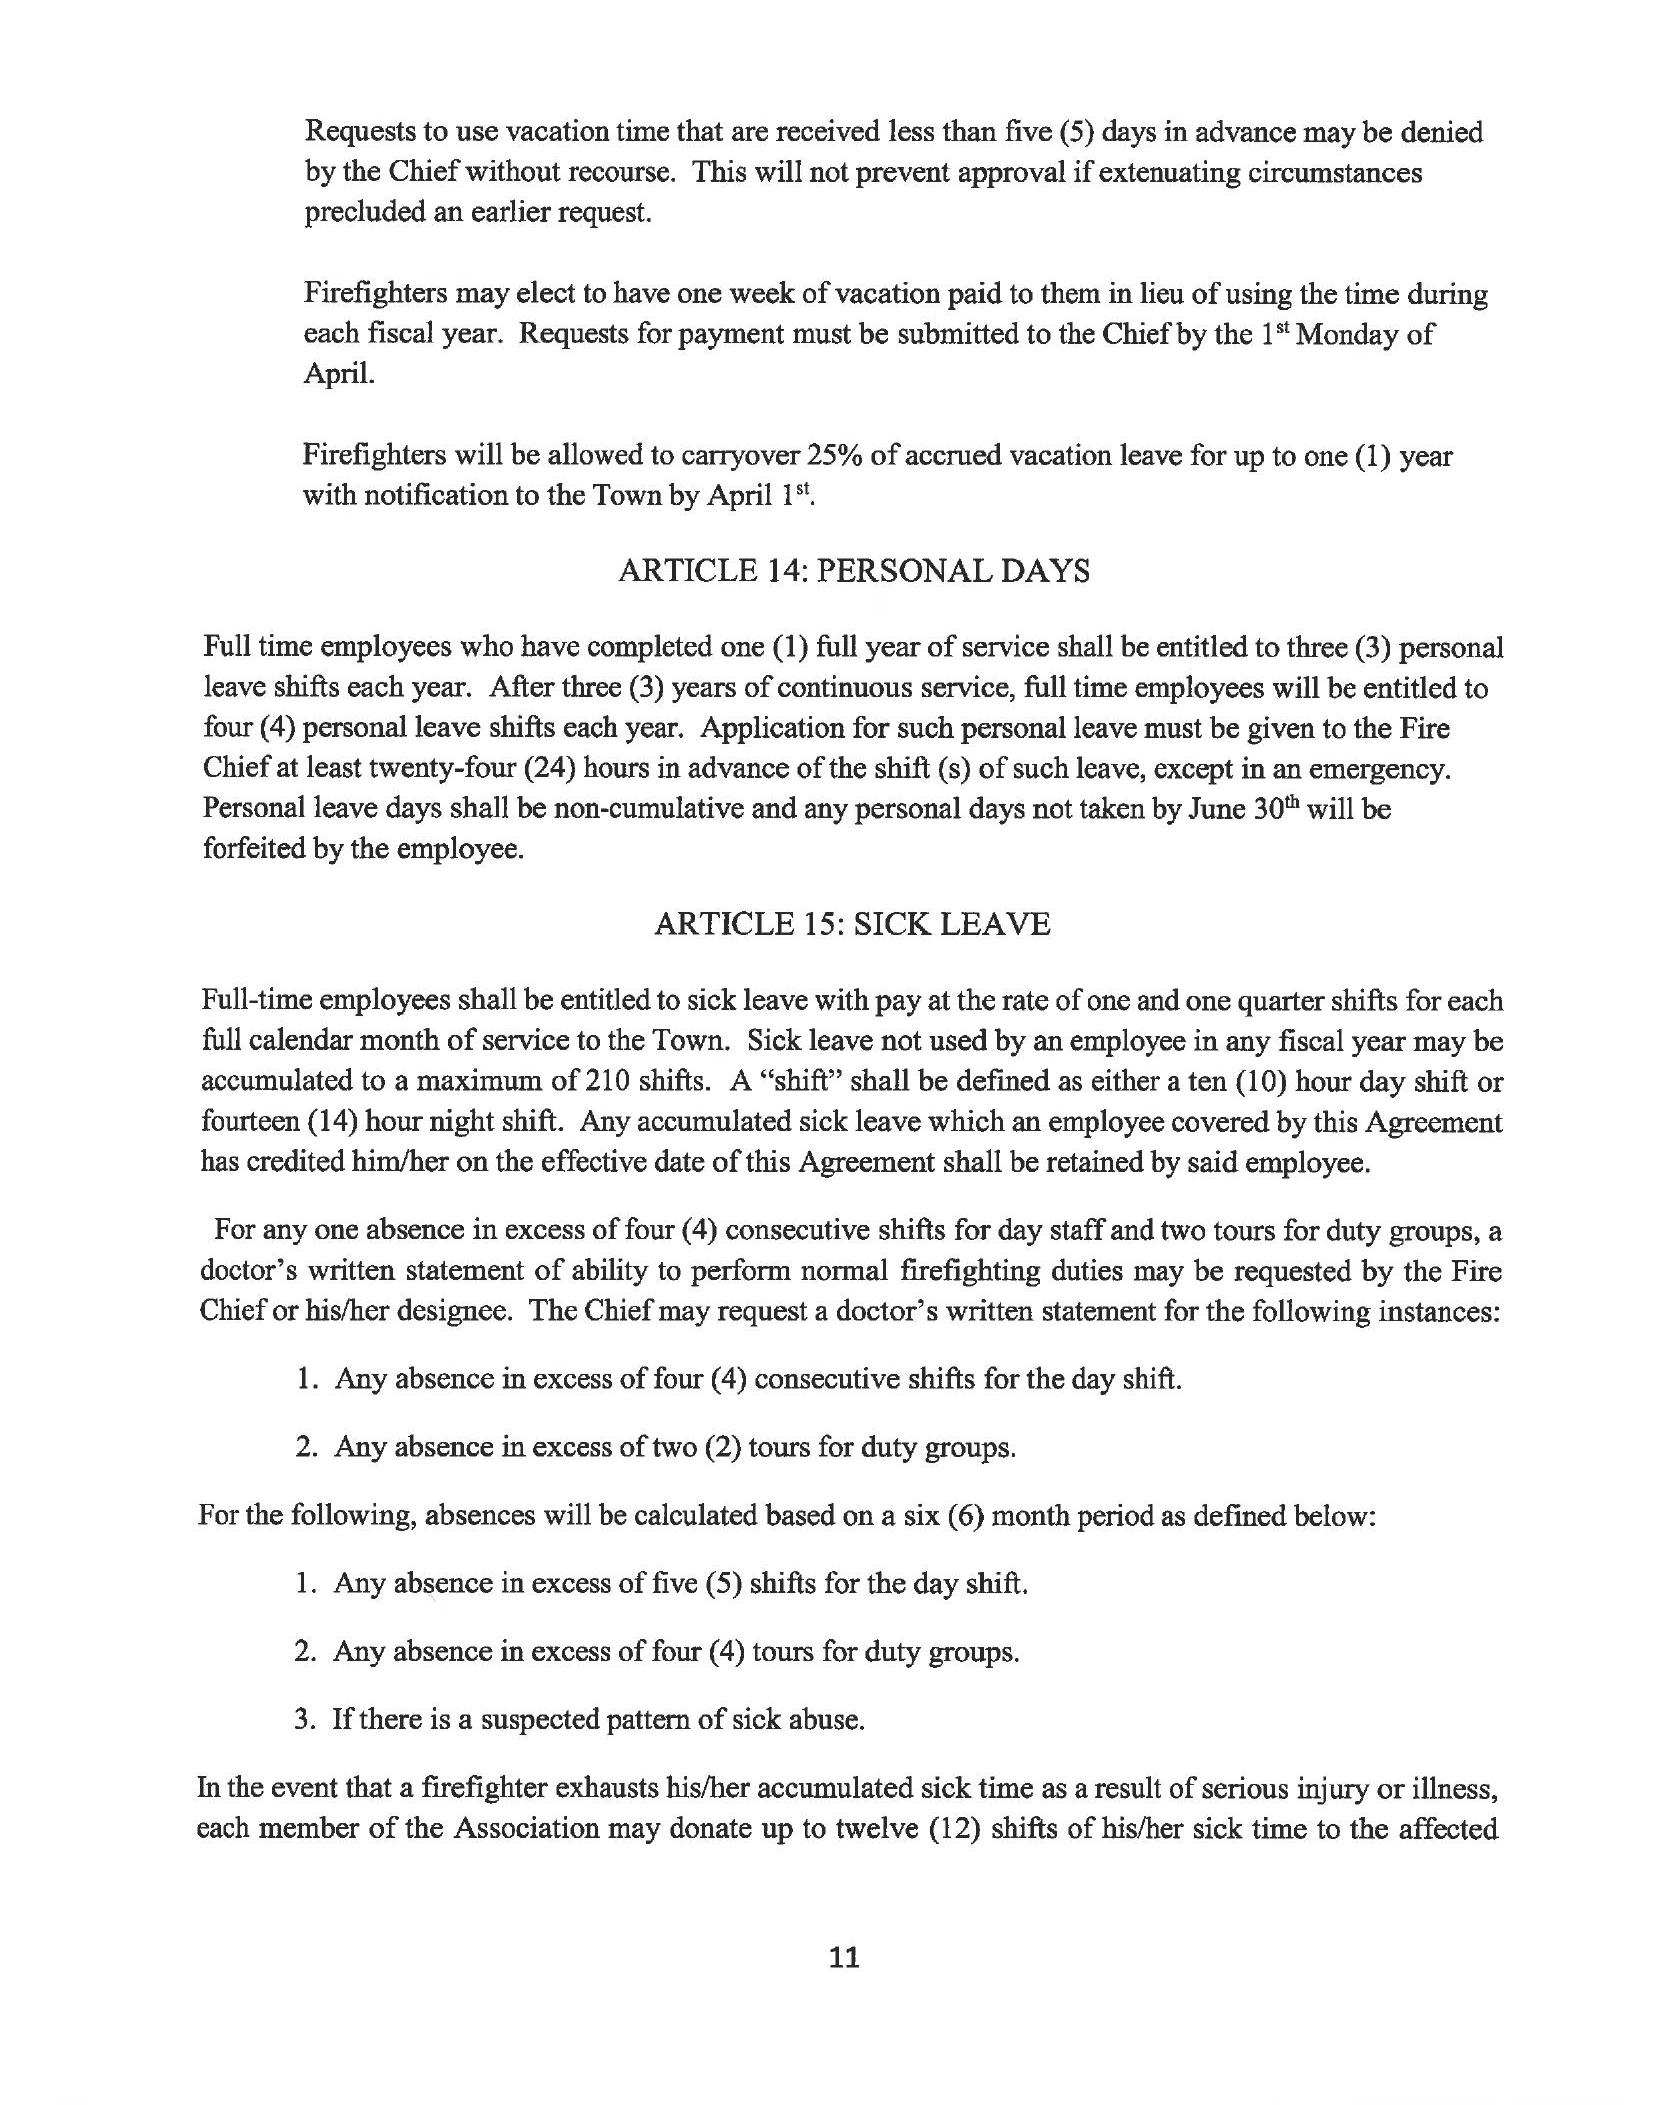 Requests to use vacation time that are received less than five (5) days in advance may be denied
by the Chief without recourse. This will not prevent approval if extenuating circumstances
precluded an earlier request.
Firefighters may elect to have one week of vacation paid to them in lieu of using the time during
each fiscal year. Requests for payment must be submitted to the Chief by the 1st Monday of
April.
Firefighters will be allowed to carryover 25% of accrued vacation leave for up to one (1) year
with notification to the Town by April 1st.
ARTICLE 14: PERSONAL DAYS
Full time employees who have completed one (1) full year of service shall be entitled to three (3) personal
leave shifts each year. After three (3) years of continuous service, full time employees will be entitled to
four (4) personal leave shifts each year. Application for such personal leave must be given to the Fire
Chief at least twenty-four (24) hours in advance of the shift (s) of such leave, except in an emergency.
Personal leave days shall be non-cumulative and any personal days not taken by June 30th will be
forfeited by the employee.
ARTICLE 15: SICK LEAVE
Full-time employees shall be entitled to sick leave with pay at the rate of one and one quarter shifts for each
full calendar month of service to the Town. Sick leave not used by an employee in any fiscal year may be
accumulated to a maximum of 210 shifts. A “shift” shall be defined as either a ten (10) hour day shift or
fourteen (14) hour night shift. Any accumulated sick leave which an employee covered by this Agreement
has credited him/her on the effective date of this Agreement shall be retained by said employee.
For any one absence in excess of four (4) consecutive shifts for day staff and two tours for duty groups, a
doctor’s written statement of ability to perform normal firefighting duties may be requested by the Fire
Chief or his/her designee. The Chief may request a doctor’s written statement for the following instances:
1. Any absence in excess of four (4) consecutive shifts for the day shift.
2. Any absence in excess of two (2) tours for duty groups.
For the following, absences will be calculated based on a six (6) month period as defined below:
1. Any absence in excess of five (5) shifts for the day shift.
2. Any absence in excess of four (4) tours for duty groups.
3. If there is a suspected pattern of sick abuse.
In the event that a firefighter exhausts his/her accumulated sick time as a result of serious injury or illness,
each member of the Association may donate up to twelve (12) shifts of his/her sick time to the affected
11